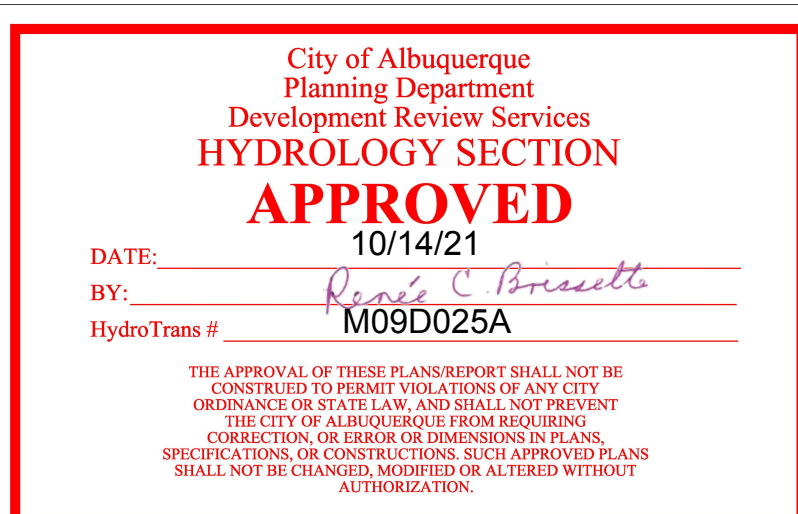 City of Albuquerque
Planning Department
Development Review Services
HYDROLOGY SECTION
APPROVED
DATE: 10/14/21
BY: Renée C. Brissette
HydroTrans # M09D025A
THE APPROVAL OF THESE PLANS/REPORT SHALL NOT BE
CONSTRUED TO PERMIT VIOLATIONS OF ANY CITY
ORDINANCE OR STATE LAW, AND SHALL NOT PREVENT
THE CITY OF ALBUQUERQUE FROM REQUIRING
CORRECTION, OR ERROR OR DIMENSIONS IN PLANS,
SPECIFICATIONS, OR CONSTRUCTIONS. SUCH APPROVED PLANS
SHALL NOT BE CHANGED, MODIFIED OR ALTERED WITHOUT
AUTHORIZATION.